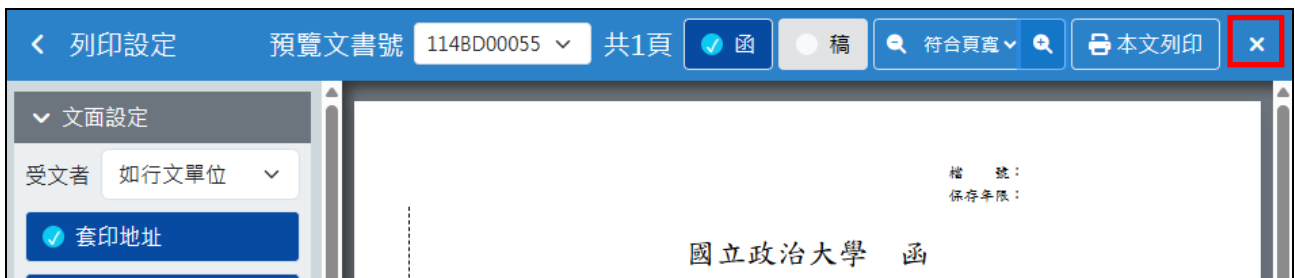 列印設定 預覽文書號 114BD00055 共1頁 函 稿 符合頁寬 本文列印
文面設定
受文者 如行文單位
套印地址
檔 號：
保存年限：
國立政治大學 函